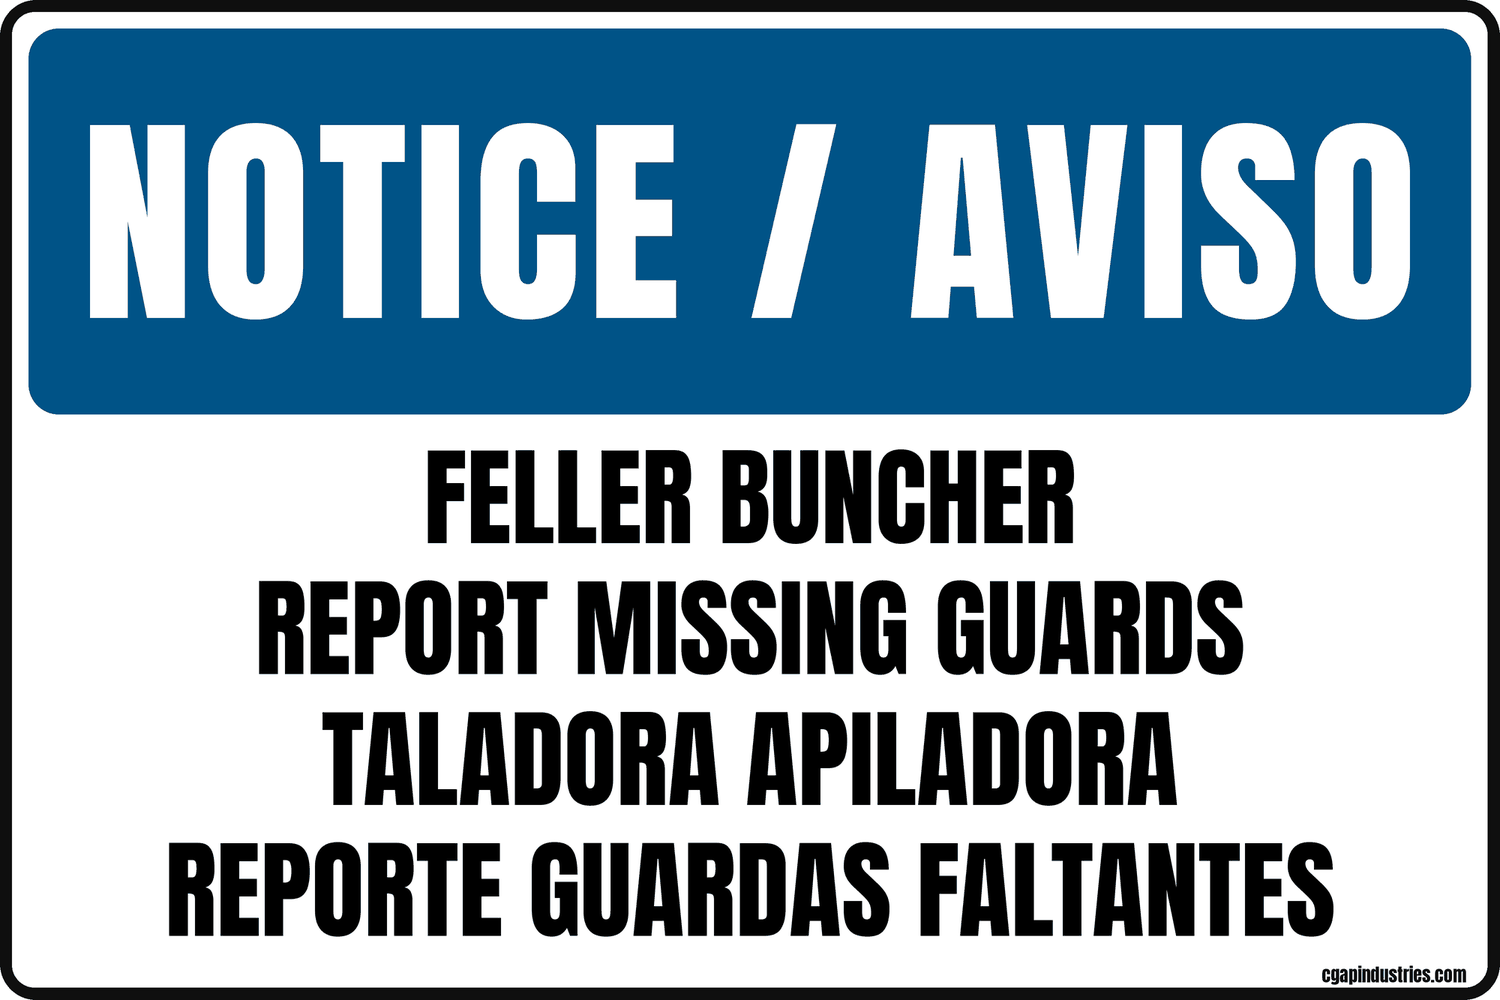 NOTICE / AVISO
FELLER BUNCHER
REPORT MISSING GUARDS
TALADORA APILADORA
REPORTE GUARDAS FALTANTES
cgapindustries.com